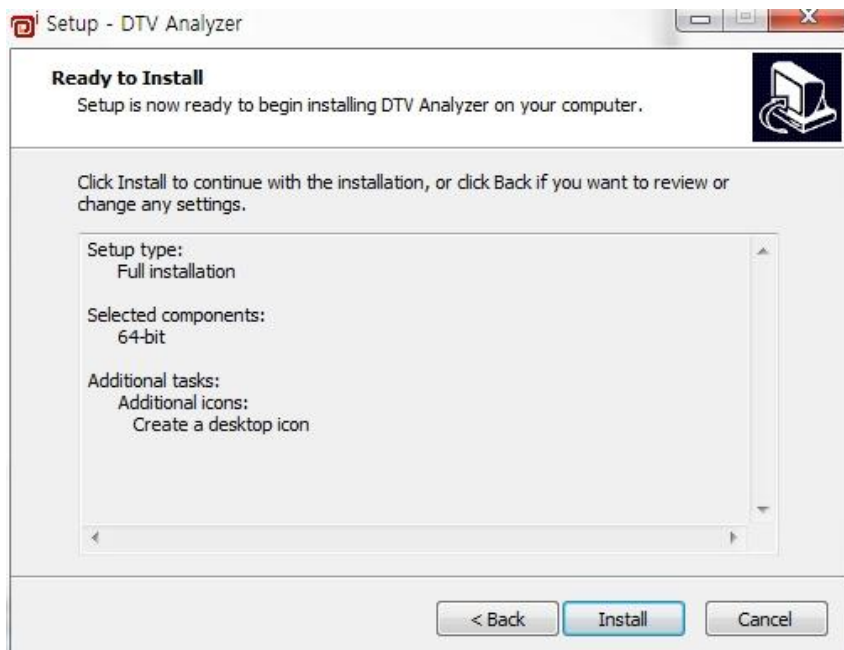 Setup - DTV Analyzer
Ready to Install
Setup is now ready to begin installing DTV Analyzer on your computer.
Click Install to continue with the installation, or click Back if you want to review or
change any settings.
Setup type:
Full installation
Selected components:
64-bit
Additional tasks:
Additional icons:
Create a desktop icon
< Back
Install
Cancel